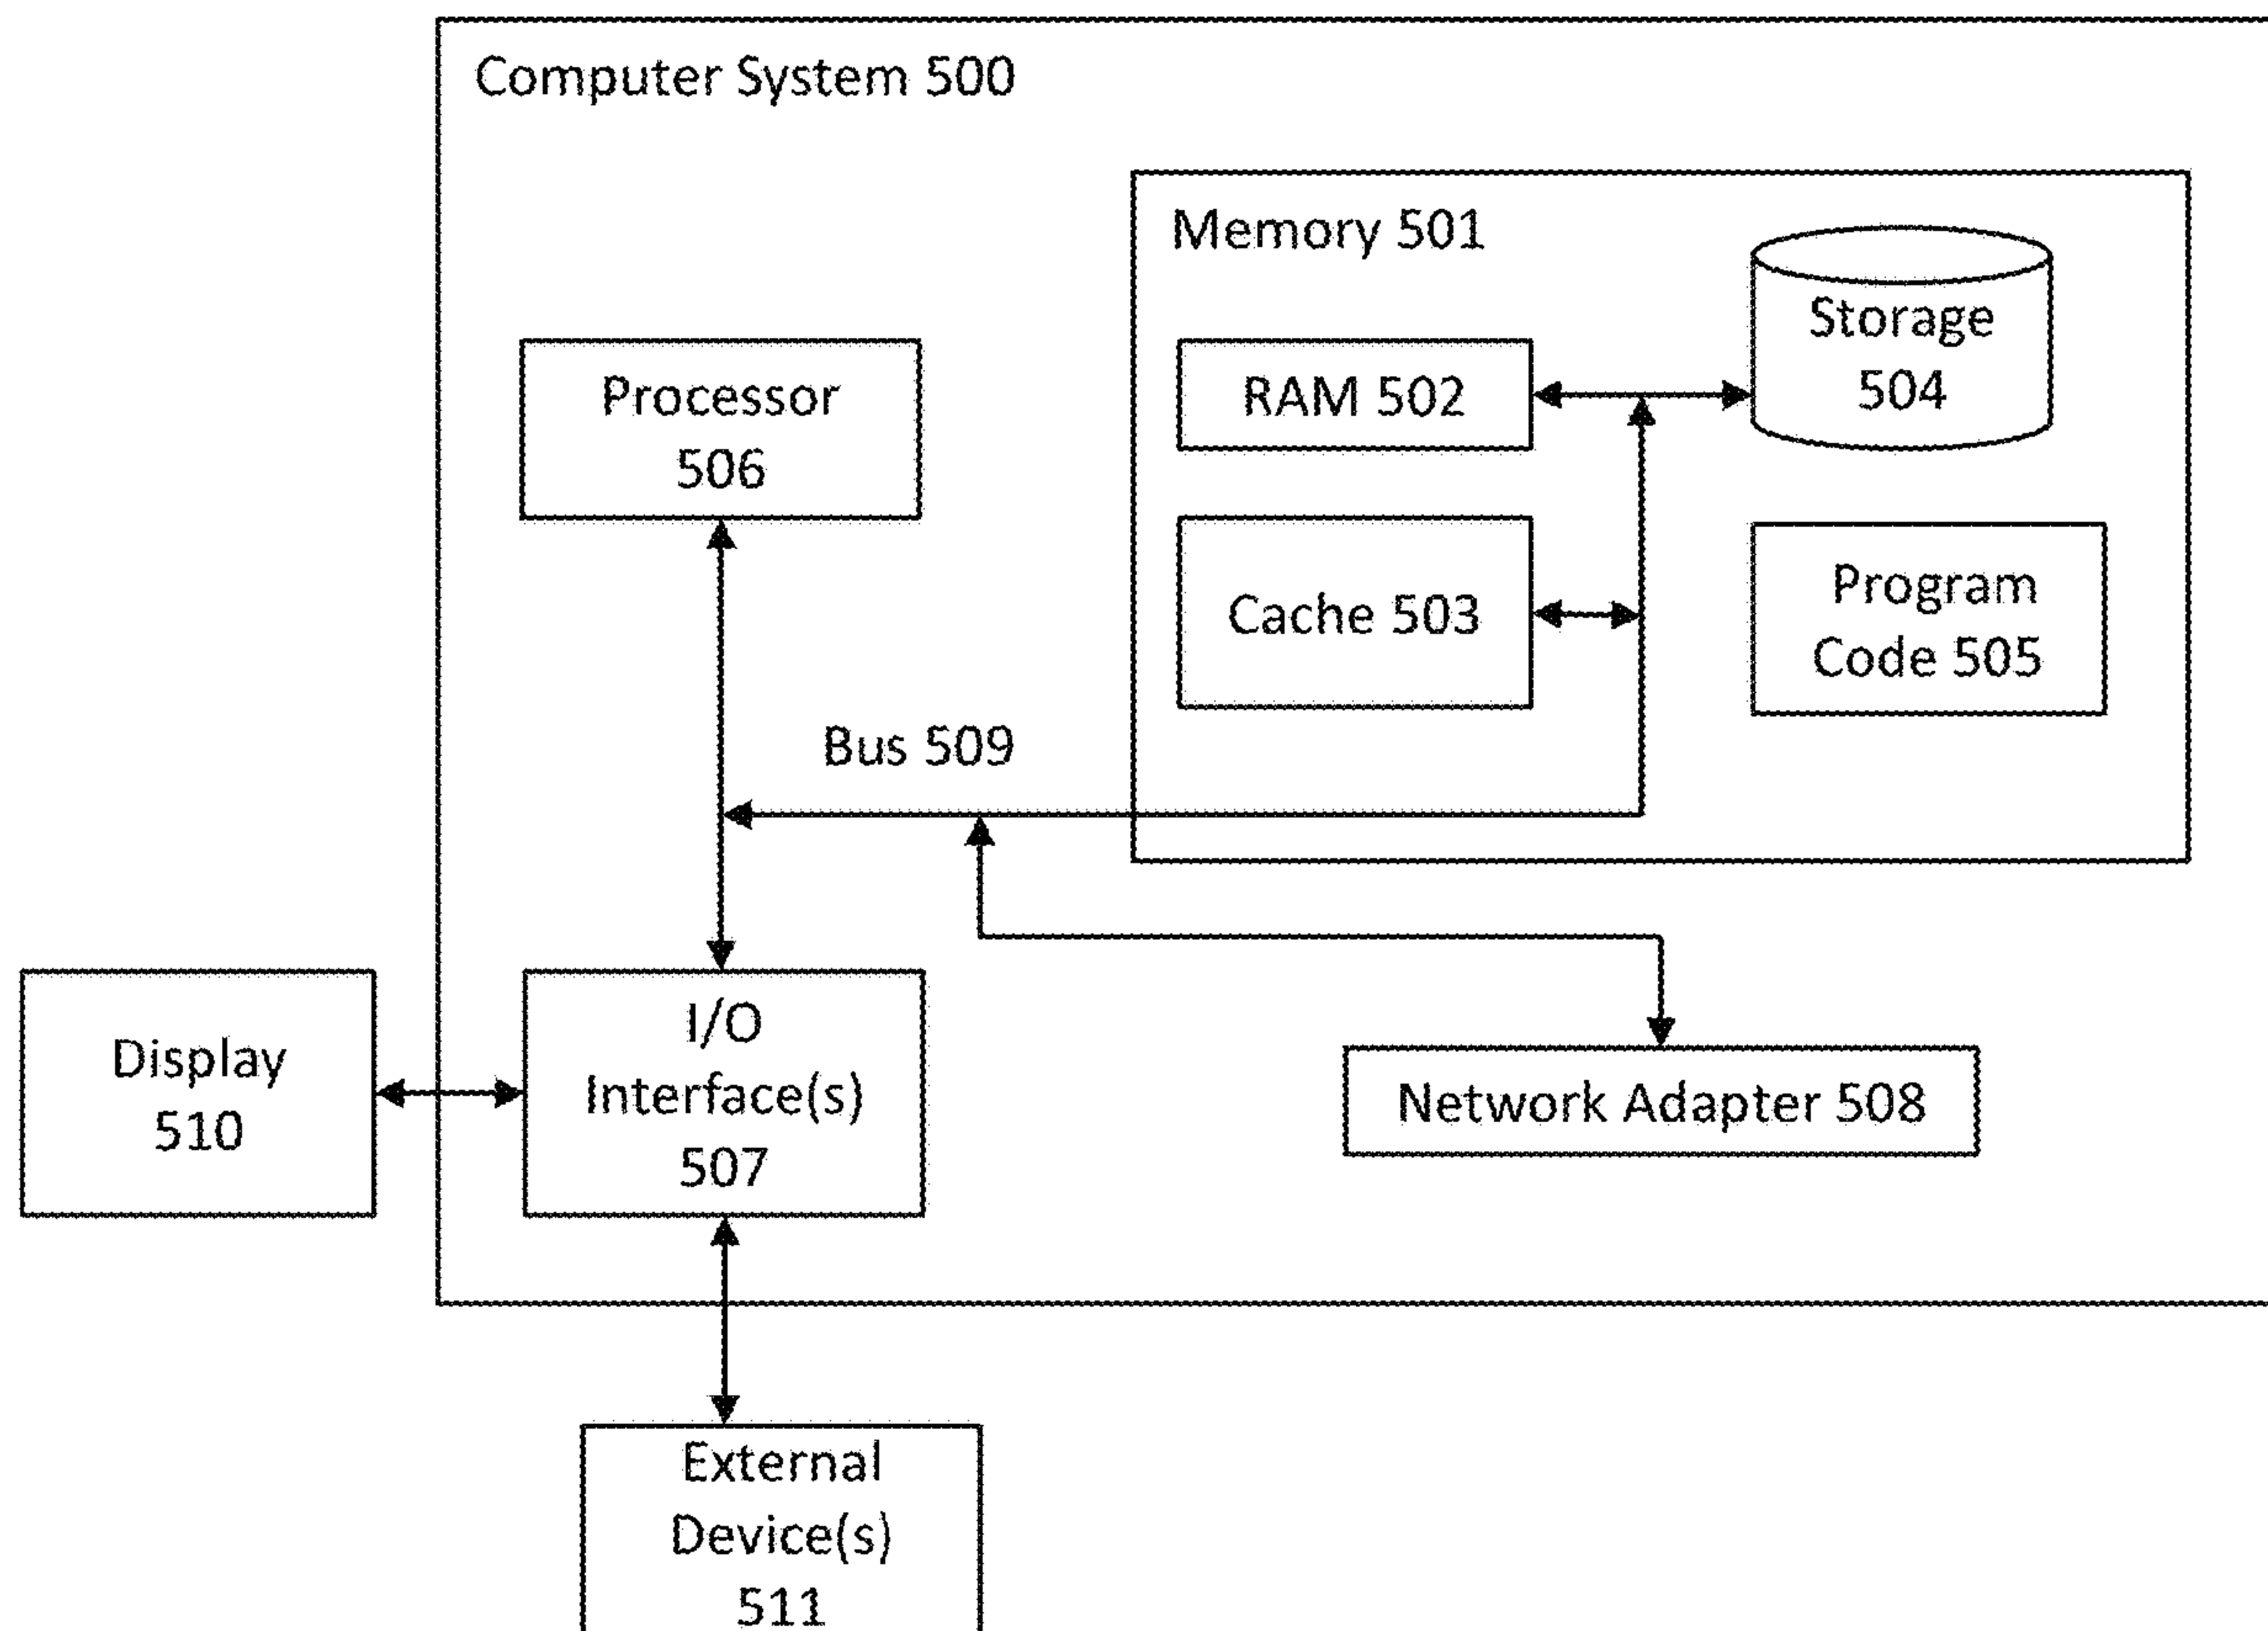 Computer System 500
Memory 501
Storage
504
RAM 502
Processor
506
Cache 503
Program
Code 505
Bus 509
I/O
Interface(s)
507
Display
510
Network Adapter 508
External
Device(s)
511